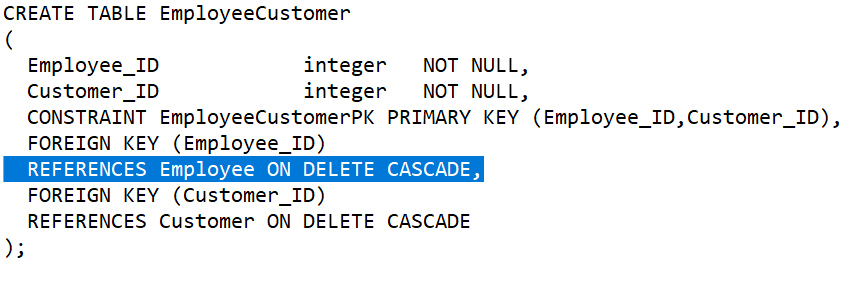 CREATE TABLE EmployeeCustomer
(
  Employee_ID            integer   NOT NULL,
  Customer_ID            integer   NOT NULL,
  CONSTRAINT EmployeeCustomerPK PRIMARY KEY (Employee_ID,Customer_ID),
  FOREIGN KEY (Employee_ID)
  REFERENCES Employee ON DELETE CASCADE,
  FOREIGN KEY (Customer_ID)
  REFERENCES Customer ON DELETE CASCADE
);